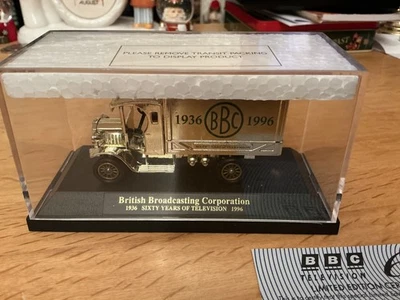 PLEASE REMOVE TRANSIT PACKING
TO DISPLAY PRODUCT
1936 BBC 1996
British Broadcasting Corporation
1936 SIXTY YEARS OF TELEVISION 1996
BBC
TELEVISION
LIMITED EDITION